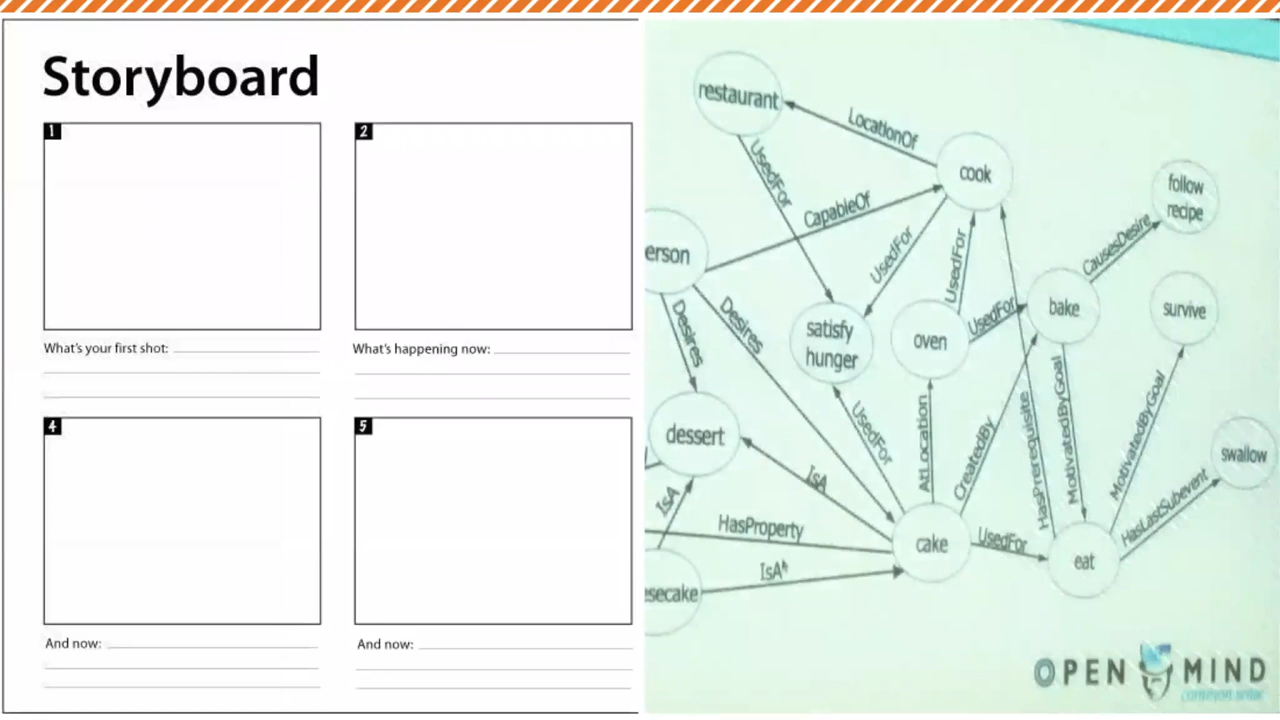 Storyboard
1
2
What's your first shot:
What's happening now:
4
5
And now:
And now:
restaurant
LocationOf
cook
UsedFor
follow
recipe
CapableOf
erson
UsedFor
UsedFor
CausesDesire
Desires
Desires
satisfy
hunger
oven
UsedFor
bake
survive
dessert
UsedFor
AtLocation
CreatedBy
HasPrerequisite
MotivatedByGoal
MotivatedByGoal
swallow
IsA
IsA
HasProperty
cake
UsedFor
eat
HasLastSubevent
esecake
IsA
OPEN MIND
common sense